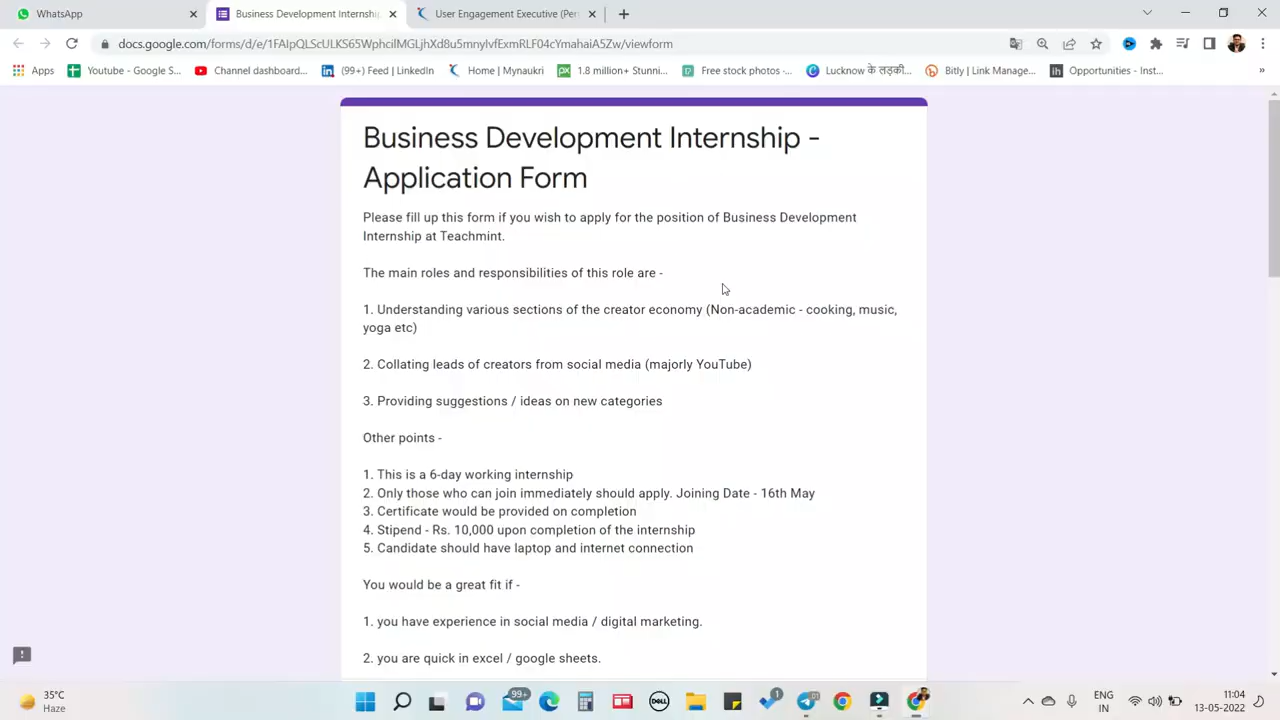 WhatsApp
Business Development Internship
User Engagement Executive (Per
docs.google.com/forms/d/e/1FAIpQLScULKS65WphcilMGLjhXd8u5mnylvfExmRLF04cYmahaiA5Zw/viewform
Apps
Youtube - Google S...
Channel dashboard...
(99+) Feed | LinkedIn
Home | Mynaukri
1.8 million+ Stunni...
Free stock photos -...
Lucknow के लड़की...
Bitly | Link Manage...
Opportunities - Inst...
Business Development Internship -
Application Form
Please fill up this form if you wish to apply for the position of Business Development
Internship at Teachmint.
The main roles and responsibilities of this role are -
1. Understanding various sections of the creator economy (Non-academic - cooking, music,
yoga etc)
2. Collating leads of creators from social media (majorly YouTube)
3. Providing suggestions / ideas on new categories
Other points -
1. This is a 6-day working internship
2. Only those who can join immediately should apply. Joining Date - 16th May
3. Certificate would be provided on completion
4. Stipend - Rs. 10,000 upon completion of the internship
5. Candidate should have laptop and internet connection
You would be a great fit if -
1. you have experience in social media / digital marketing.
2. you are quick in excel / google sheets.
35°C
Haze
99+
DELL
1
ENG
IN
11:04
13-05-2022